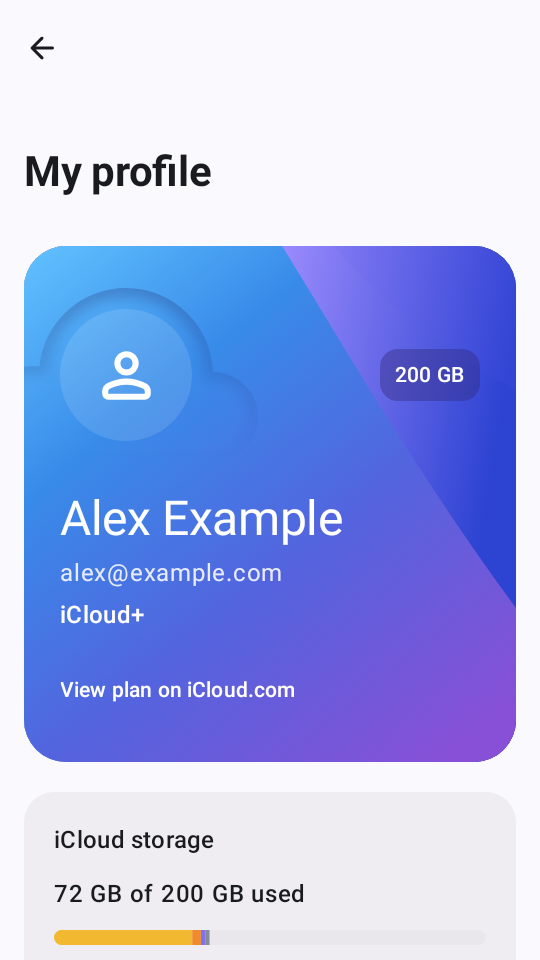 My profile
200 GB
Alex Example
alex@example.com
iCloud+
View plan on iCloud.com
iCloud storage
72 GB of 200 GB used